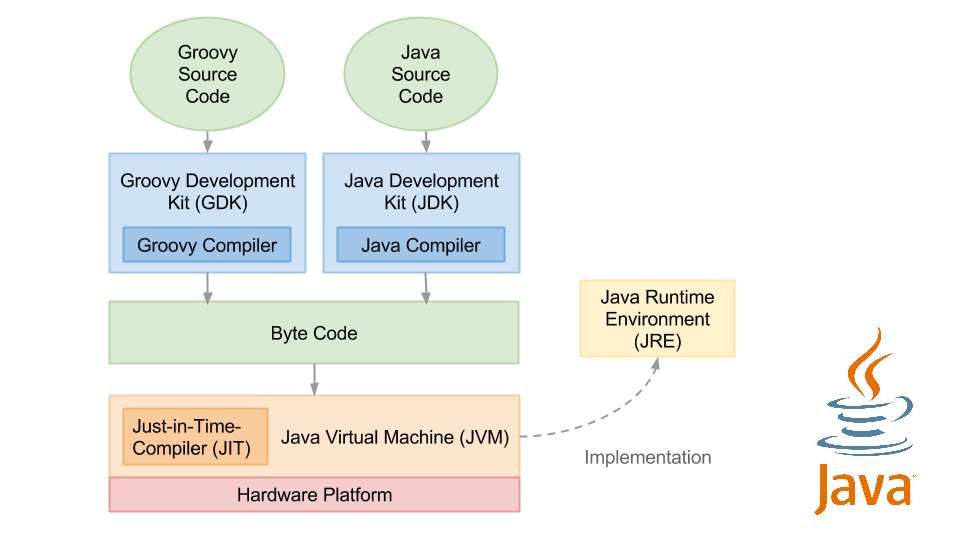 Groovy
Source
Code
Java
Source
Code
Groovy Development
Kit (GDK)
Groovy Compiler
Java Development
Kit (JDK)
Java Compiler
Byte Code
Java Runtime
Environment
(JRE)
Just-in-Time-
Compiler (JIT)
Java Virtual Machine (JVM)
Implementation
Hardware Platform
Java